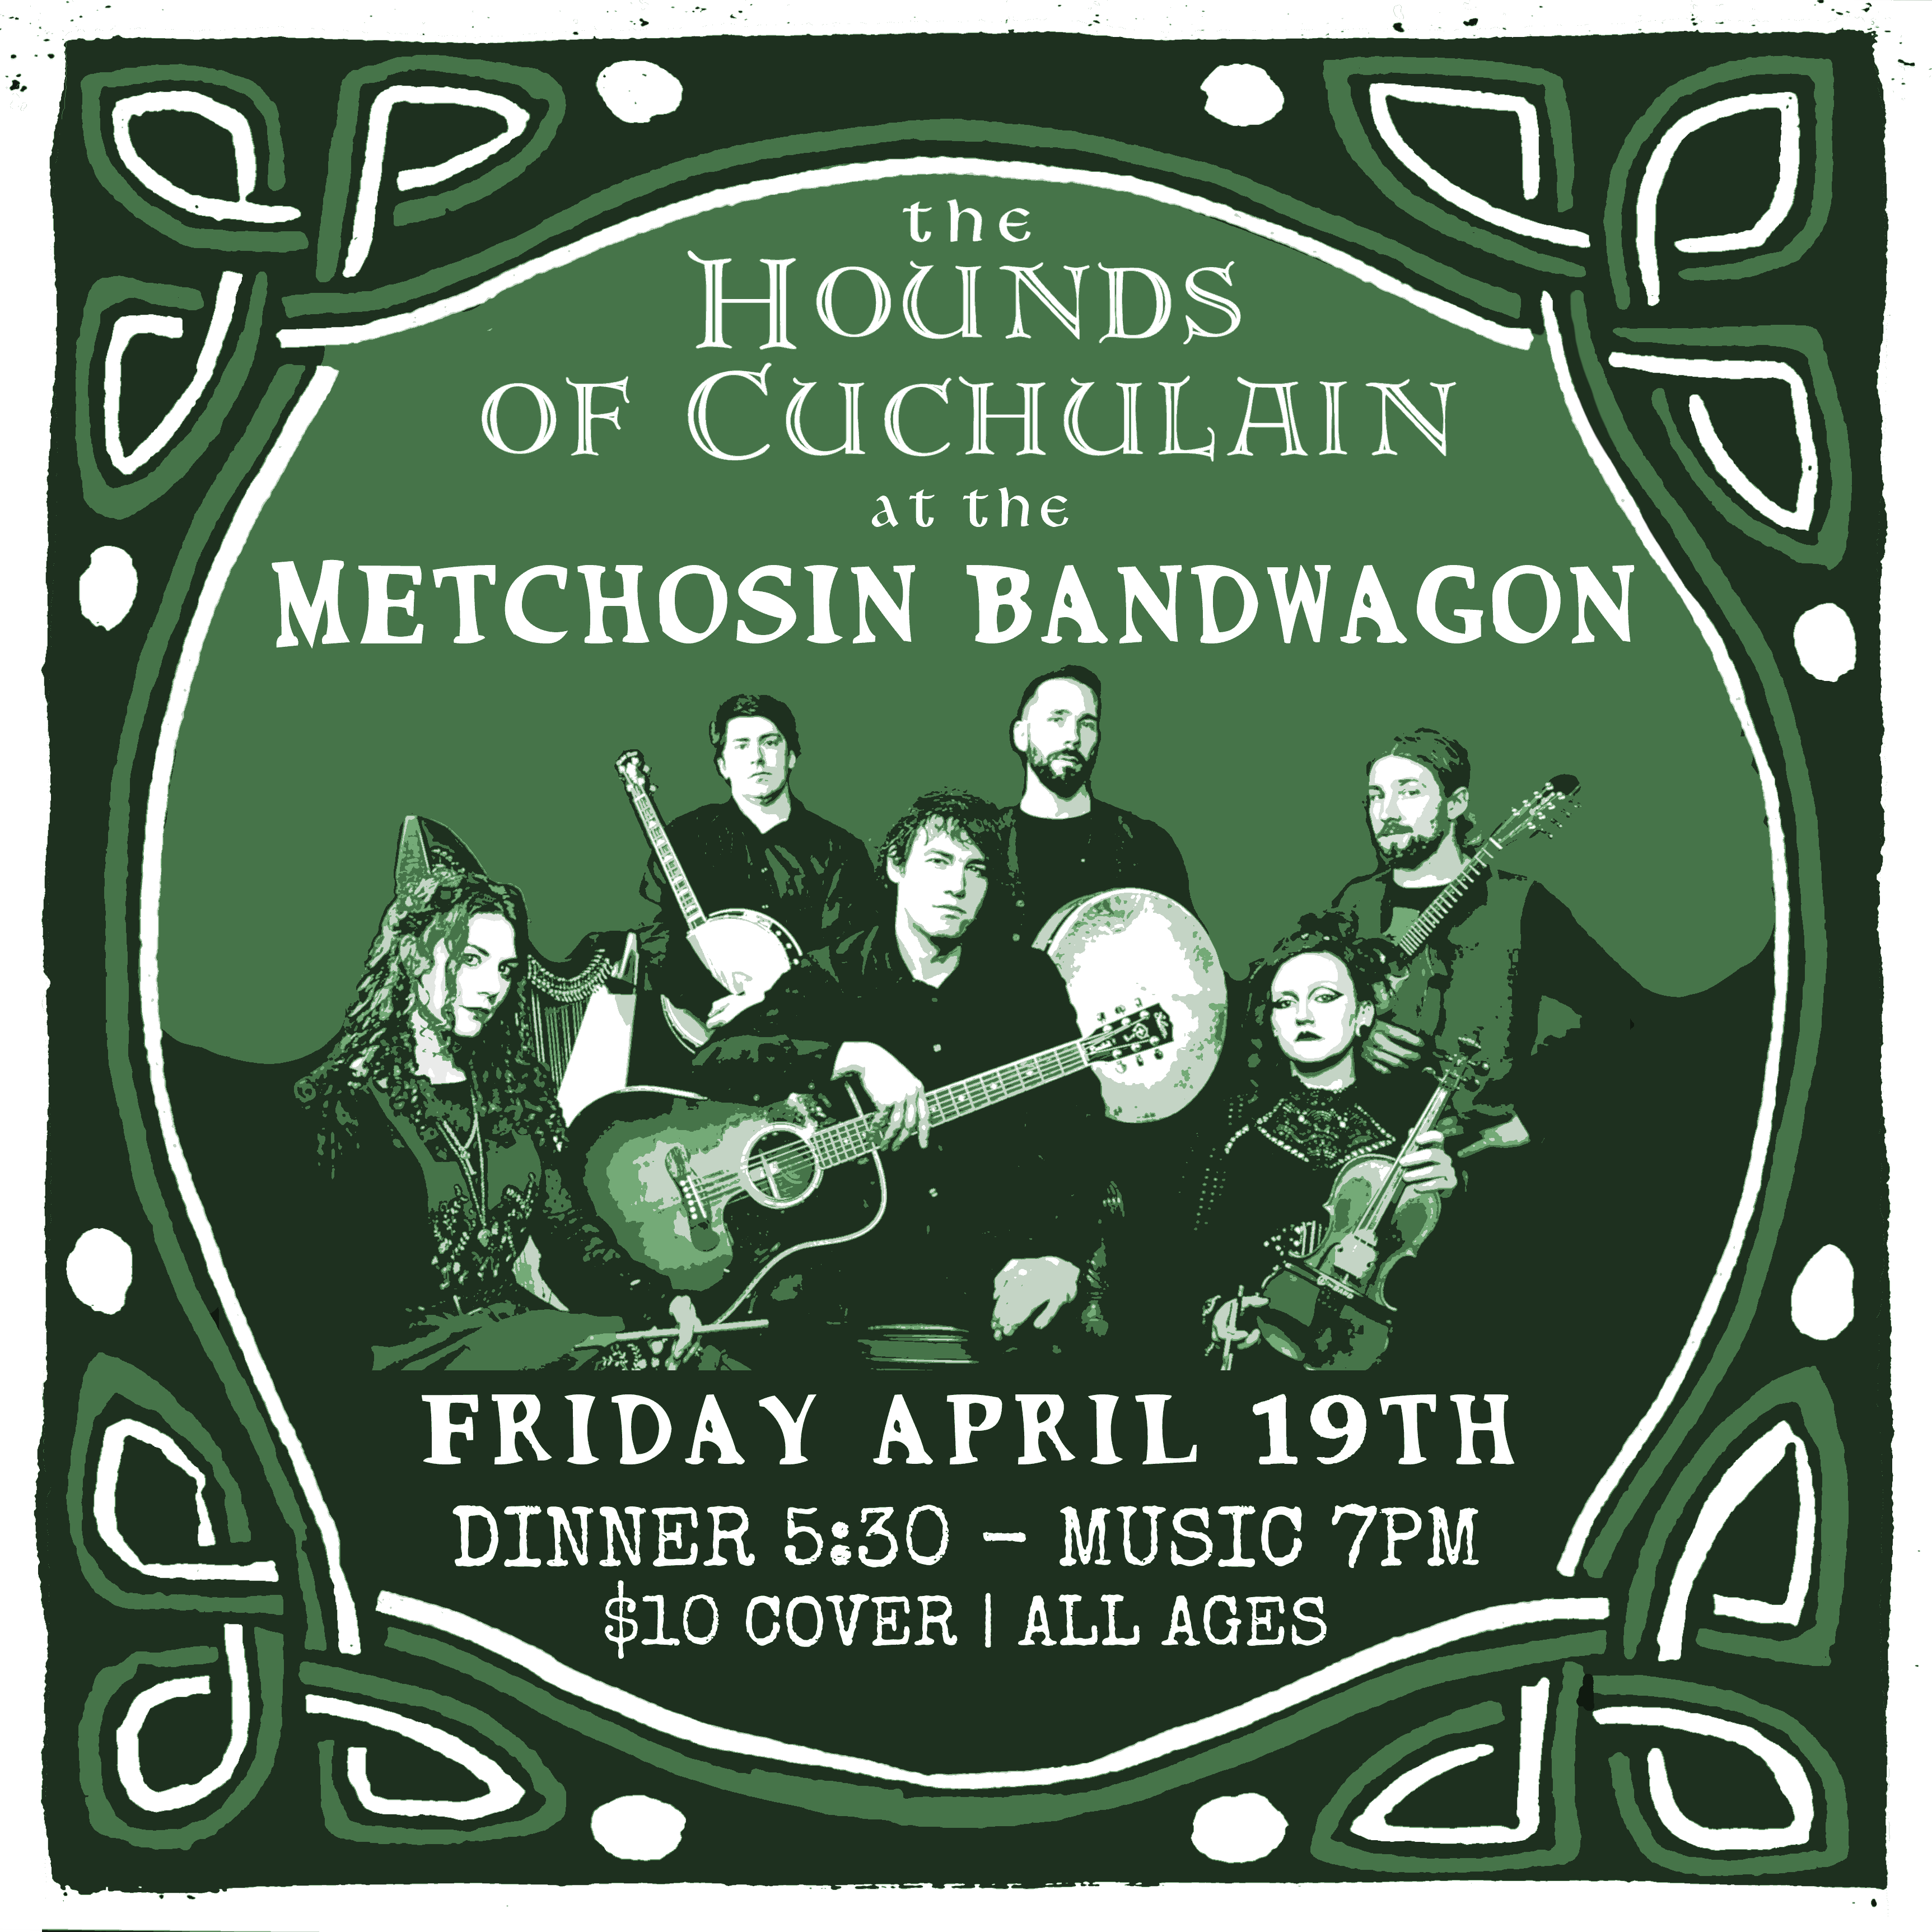 the
HOUNDS
OF CUCHULAIN
at the
METCHOSIN BANDWAGON
FRIDAY APRIL 19TH
DINNER 5:30 – MUSIC 7PM
$10 COVER | ALL AGES